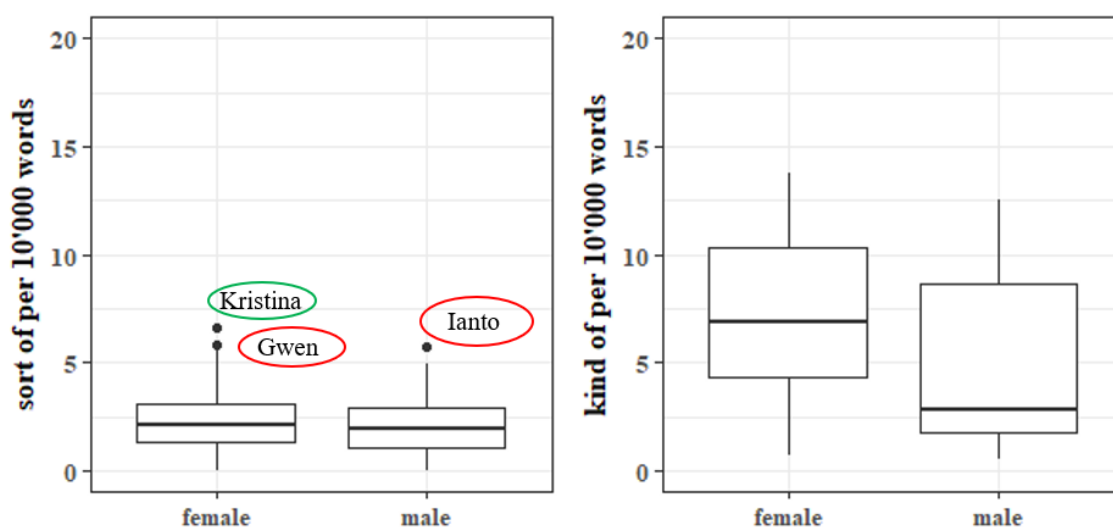 sort of per 10'000 words
20
15
10
5
0
Kristina
Gwen
Ianto
female
male
kind of per 10'000 words
20
15
10
5
0
female
male